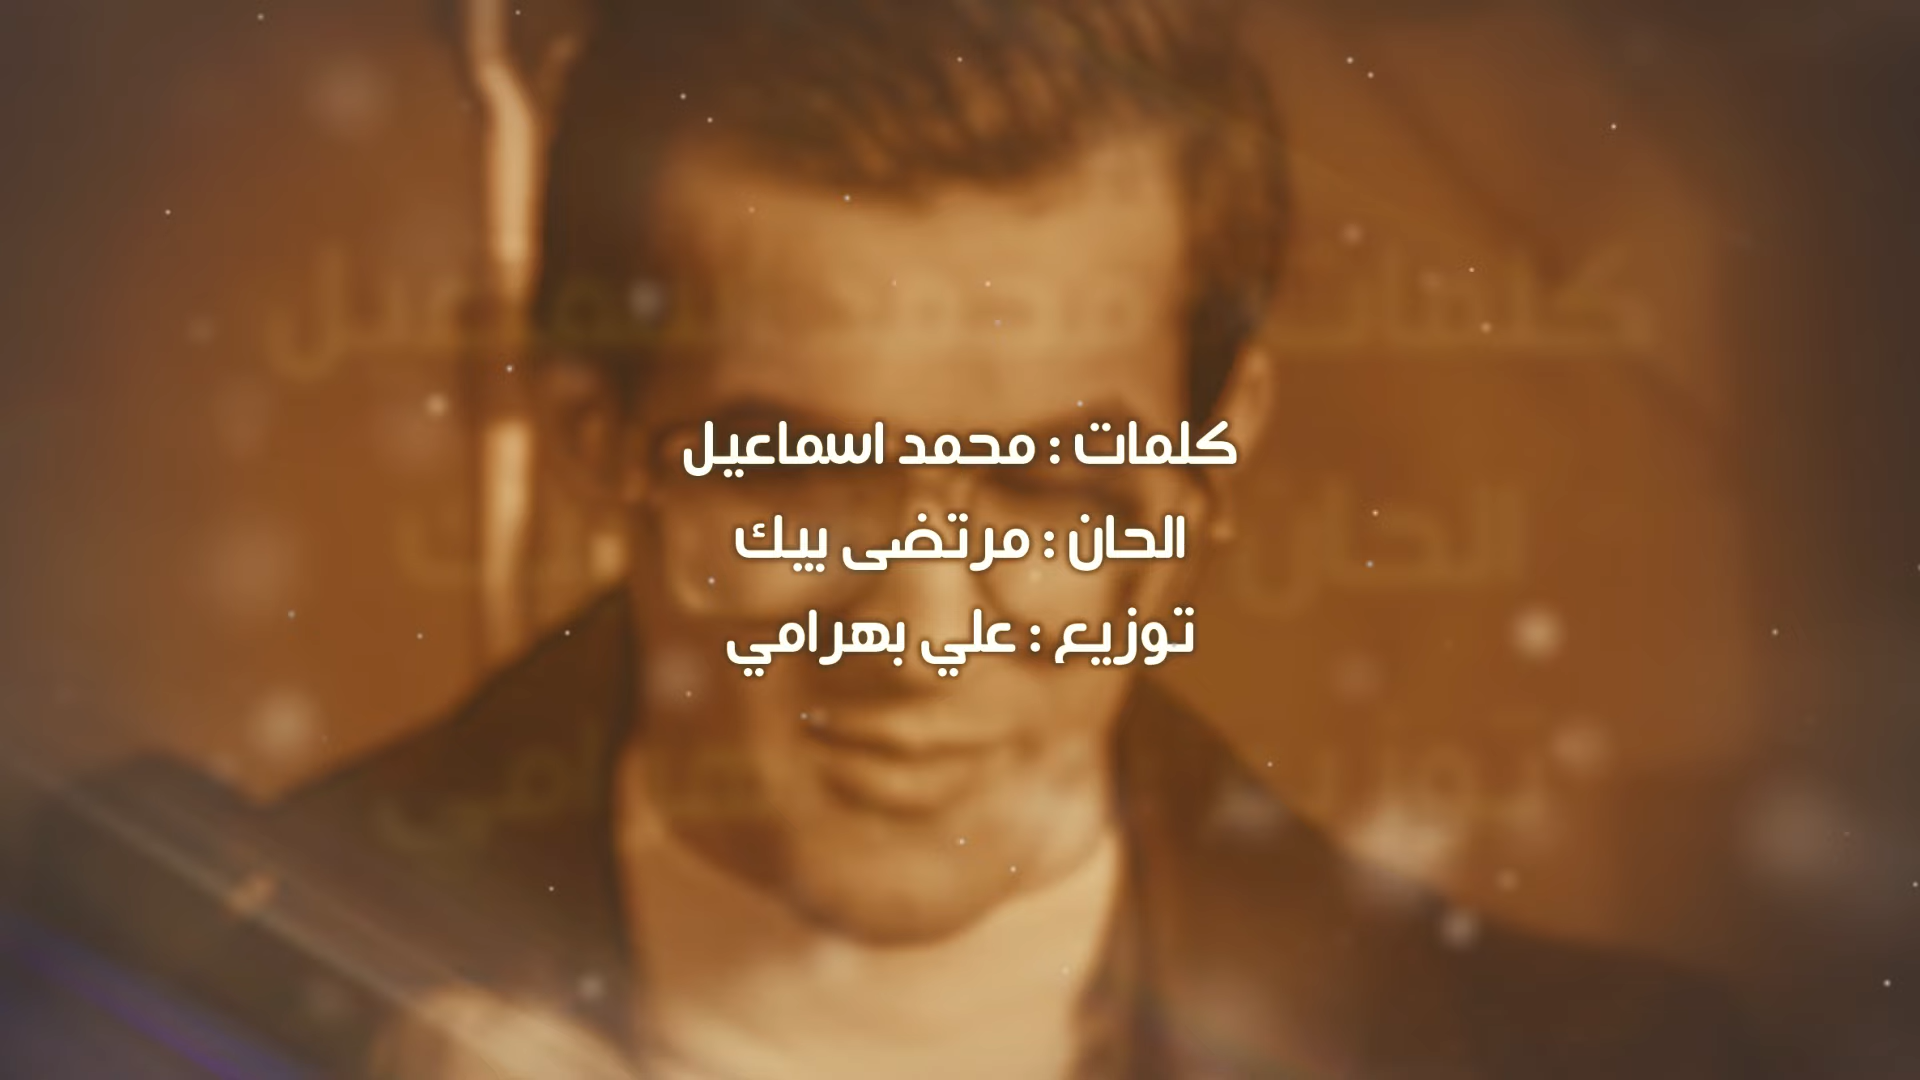 كلمات : محمد اسماعيل
الحان : مرتضى بيك
توزيع : علي بهرامي